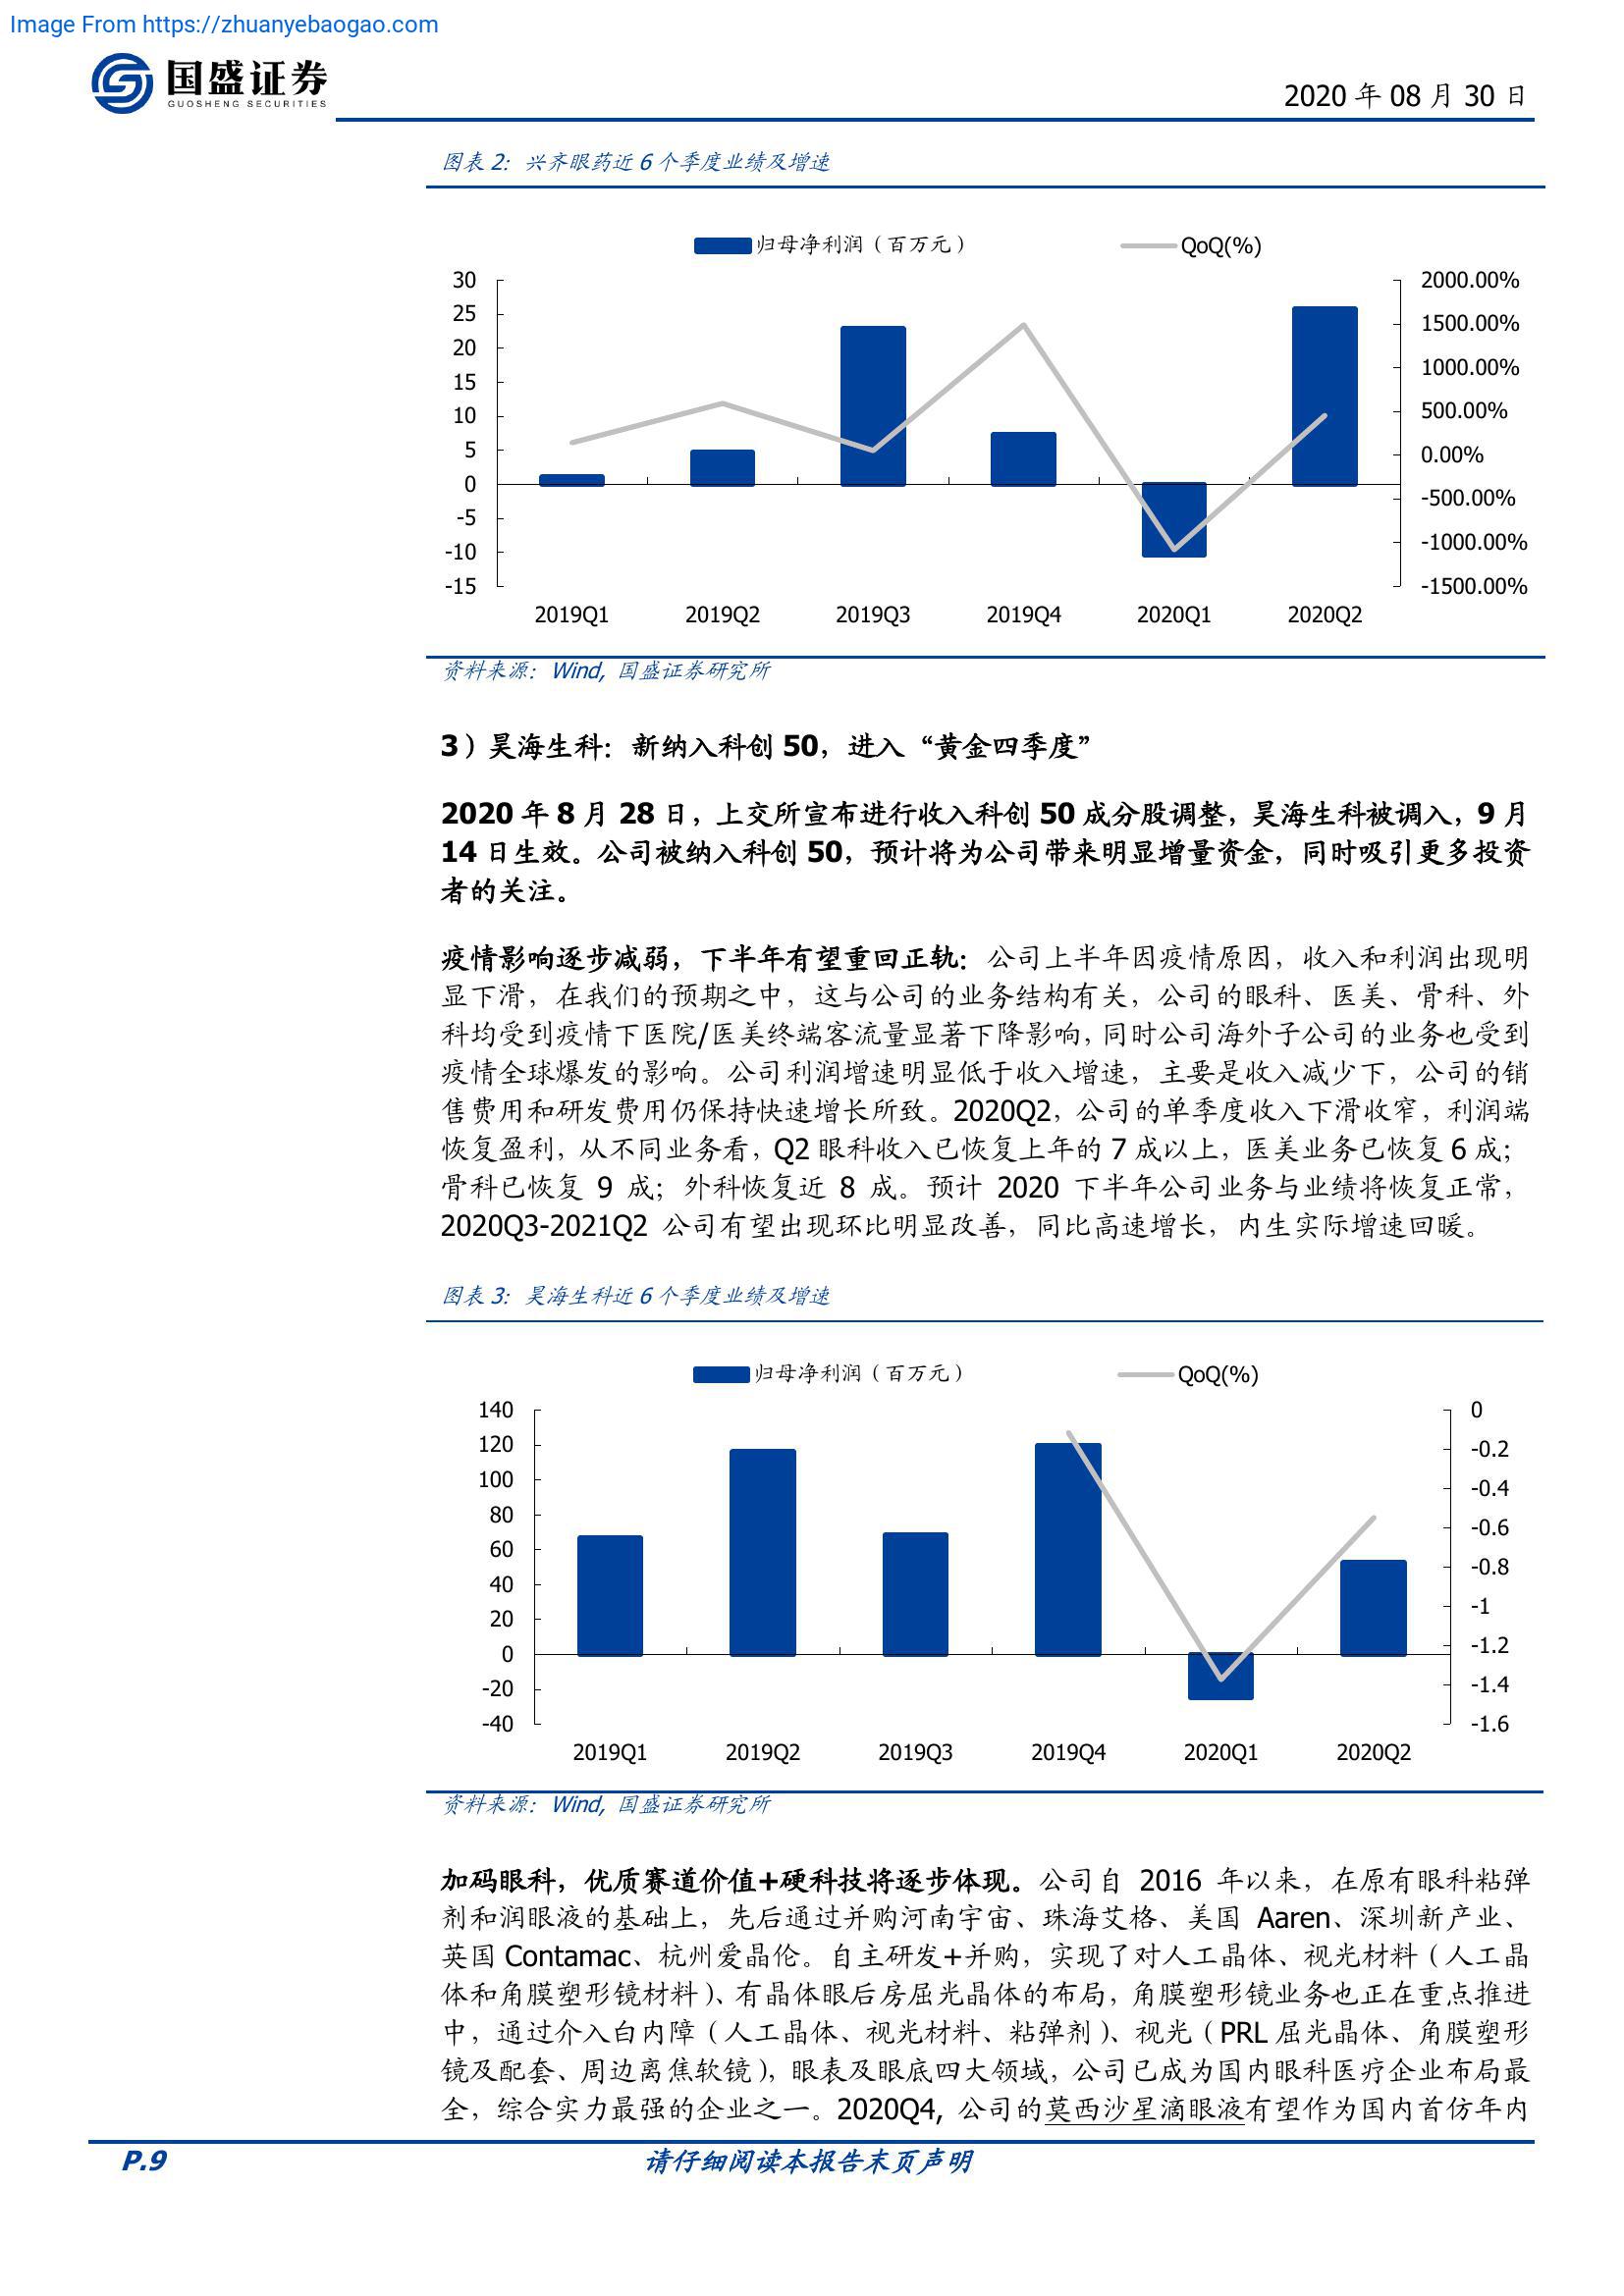 Image From https://zhuanyebaogao.com
国盛证券
GUOSHENG SECURITIES
2020 年 08 月 30 日
图表 2：兴齐眼药近 6 个季度业绩及增速
归母净利润（百万元） QoQ(%)
30 2000.00%
25 1500.00%
20 1000.00%
15 500.00%
10 0.00%
5 -500.00%
0 -1000.00%
-5 -1500.00%
-10
-15
2019Q1 2019Q2 2019Q3 2019Q4 2020Q1 2020Q2
资料来源：Wind, 国盛证券研究所
3）昊海生科：新纳入科创 50，进入“黄金四季度”
2020 年 8 月 28 日，上交所宣布进行收入科创 50 成分股调整，昊海生科被调入，9 月
14 日生效。公司被纳入科创 50，预计将为公司带来明显增量资金，同时吸引更多投资
者的关注。
疫情影响逐步减弱，下半年有望重回正轨：公司上半年因疫情原因，收入和利润出现明
显下滑，在我们的预期之中，这与公司的业务结构有关，公司的眼科、医美、骨科、外
科均受到疫情下医院/医美终端客流量显著下降影响，同时公司海外子公司的业务也受到
疫情全球爆发的影响。公司利润增速明显低于收入增速，主要是收入减少下，公司的销
售费用和研发费用仍保持快速增长所致。2020Q2，公司的单季度收入下滑收窄，利润端
恢复盈利，从不同业务看，Q2 眼科收入已恢复上年的 7 成以上，医美业务已恢复 6 成；
骨科已恢复 9 成；外科恢复近 8 成。预计 2020 下半年公司业务与业绩将恢复正常，
2020Q3-2021Q2 公司有望出现环比明显改善，同比高速增长，内生实际增速回暖。
图表 3：昊海生科近 6 个季度业绩及增速
归母净利润（百万元） QoQ(%)
140 0
120 -0.2
100 -0.4
80 -0.6
60 -0.8
40 -1
20 -1.2
0 -1.4
-20 -1.6
-40
2019Q1 2019Q2 2019Q3 2019Q4 2020Q1 2020Q2
资料来源：Wind, 国盛证券研究所
加码眼科，优质赛道价值+硬科技将逐步体现。公司自 2016 年以来，在原有眼科粘弹
剂和润眼液的基础上，先后通过并购河南宇宙、珠海艾格、美国 Aaren、深圳新产业、
英国 Contamac、杭州爱晶伦。自主研发+并购，实现了对人工晶体、视光材料（人工晶
体和角膜塑形镜材料）、有晶体眼后房屈光晶体的布局，角膜塑形镜业务也正在重点推进
中，通过介入白内障（人工晶体、视光材料、粘弹剂）、视光（PRL 屈光晶体、角膜塑形
镜及配套、周边离焦软镜），眼表及眼底四大领域，公司已成为国内眼科医疗企业布局最
全，综合实力最强的企业之一。2020Q4, 公司的莫西沙星滴眼液有望作为国内首仿年内
P.9 请仔细阅读本报告末页声明